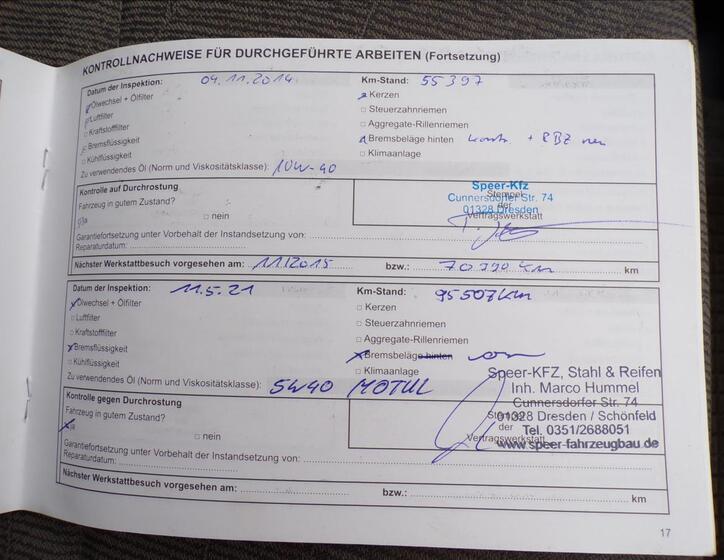 KONTROLLNACHWEISE FÜR DURCHGEFÜHRTE ARBEITEN (Fortsetzung)
Datum der Inspektion: 04.11.2014 Km-Stand: 55397
Ölwechsel + Ölfilter □ Kerzen
Luftfilter □ Steuerzahnriemen
□ Kraftstofffilter □ Aggregate-Rillenriemen
□ Bremsflüssigkeit Bremsbeläge hinten + RBZ neu
□ Kühlflüssigkeit □ Klimaanlage
Zu verwendendes Öl (Norm und Viskositätsklasse): 10W-40
Kontrolle auf Durchrostung
Fahrzeug in gutem Zustand?
□ ja □ nein
Speer-Kfz
Stempel
Cunnersdorfer Str. 74
der
01328 Dresden
Vertragswerkstatt
Garantiefortsetzung unter Vorbehalt der Instandsetzung von:
Reparaturdatum:
Nächster Werkstattbesuch vorgesehen am: 11/2015 bzw.: km
Datum der Inspektion: 11.5.21 Km-Stand: 95507km
Ölwechsel + Ölfilter □ Kerzen
□ Luftfilter □ Steuerzahnriemen
□ Kraftstofffilter □ Aggregate-Rillenriemen
Bremsflüssigkeit Bremsbeläge hinten
□ Kühlflüssigkeit □ Klimaanlage
Zu verwendendes Öl (Norm und Viskositätsklasse): 5W40 MOTUL
Kontrolle gegen Durchrostung
Fahrzeug in gutem Zustand?
ja □ nein
Speer-KFZ, Stahl & Reifen
Inh. Marco Hummel
Cunnersdorfer Str. 74
Stempel
01328 Dresden / Schönfeld
der
Tel. 0351/2688051
Vertragswerkstatt
www.speer-fahrzeugbau.de
Garantiefortsetzung unter Vorbehalt der Instandsetzung von:
Reparaturdatum:
Nächster Werkstattbesuch vorgesehen am: bzw.: km
17